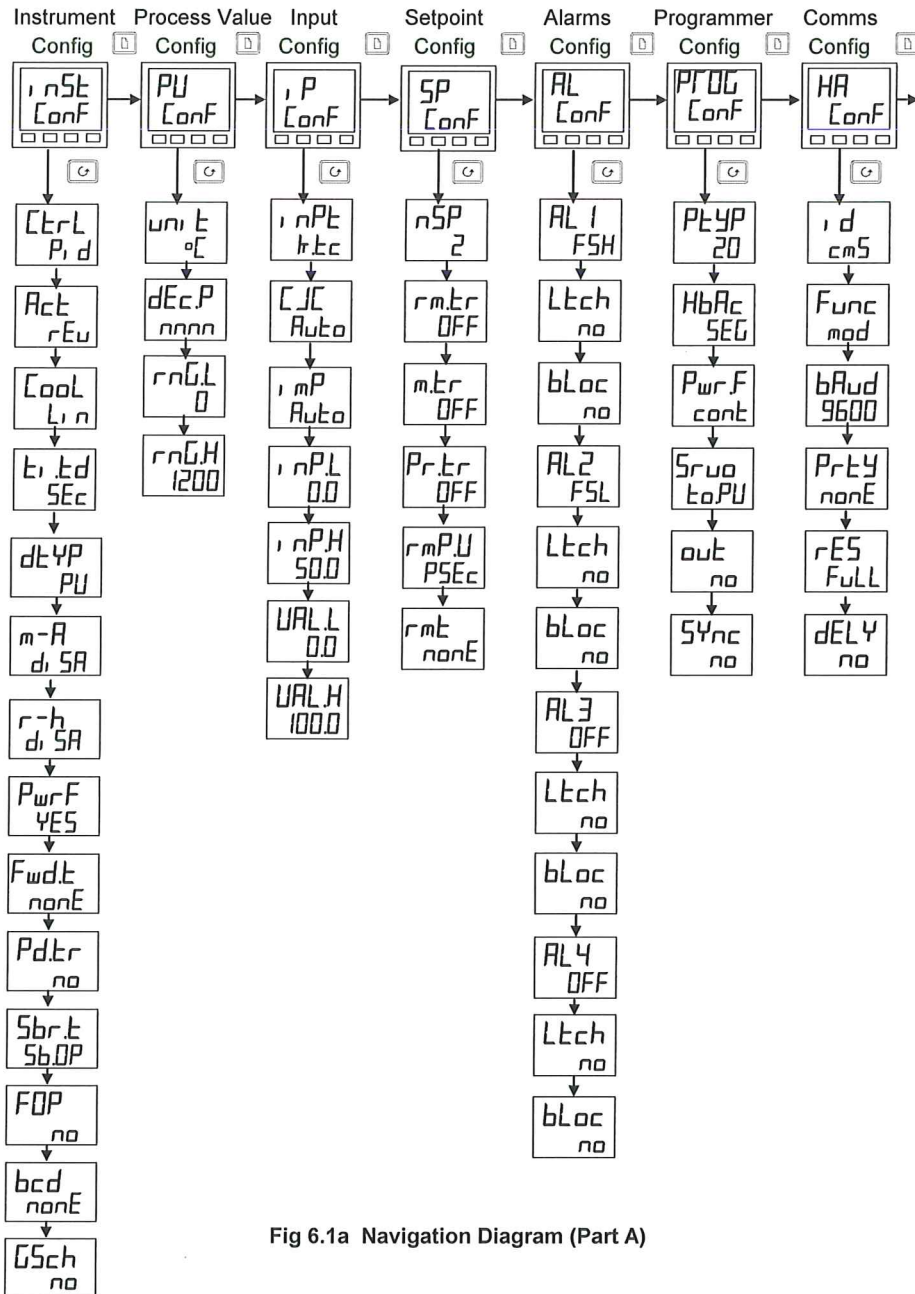 Instrument Process Value Input Setpoint Alarms Programmer Comms
Config Config Config Config Config Config Config
inSt
ConF
PV
ConF
iP
ConF
SP
ConF
AL
ConF
PrOG
ConF
HA
ConF
CtrL
Pid
Act
rEv
CooL
Lin
ti.td
SEc
dtYP
PV
m-A
diSA
r-h
diSA
PwrF
YES
Fwd.t
nonE
Pd.tr
no
Sbr.t
Sb.OP
FOP
no
bcd
nonE
GSch
no
unit
°C
dEc.P
nnnn
rnG.L
0
rnG.H
1200
inPt
k.tc
CJC
Auto
imP
Auto
inP.L
0.0
inP.H
50.0
VAL.L
0.0
VAL.H
100.0
nSP
2
rm.tr
OFF
m.tr
OFF
Pr.tr
OFF
rmP.U
PSEc
rmt
nonE
AL1
FSH
Ltch
no
bLoc
no
AL2
FSL
Ltch
no
bLoc
no
AL3
OFF
Ltch
no
bLoc
no
AL4
OFF
Ltch
no
bLoc
no
PtYP
20
HbAc
SEG
Pwr.F
cont
Srvo
to.PV
out
no
SYnc
no
id
cmS
Func
mod
bAud
9600
PrtY
nonE
rES
FuLL
dELY
no
Fig 6.1a Navigation Diagram (Part A)